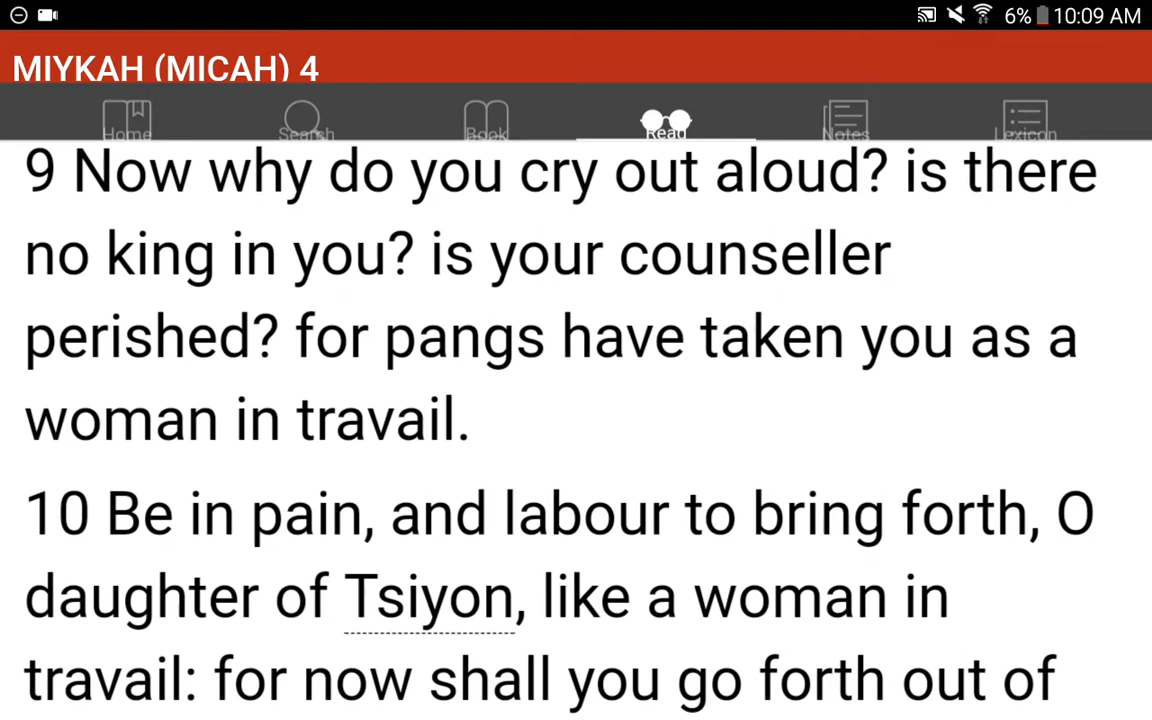 6% 10:09 AM
MIYKAH (MICAH) 4
Home Search Book Read Notes Lexicon
9 Now why do you cry out aloud? is there
no king in you? is your counseller
perished? for pangs have taken you as a
woman in travail.
10 Be in pain, and labour to bring forth, O
daughter of Tsiyon, like a woman in
travail: for now shall you go forth out of